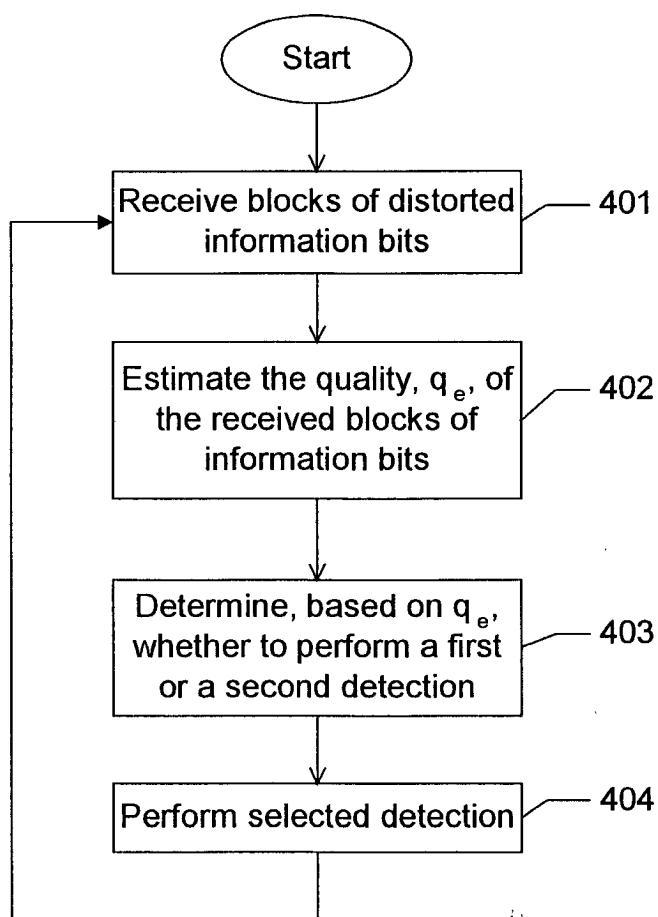 Start
Receive blocks of distorted
information bits
401
Estimate the quality, q e, of
the received blocks of
information bits
402
Determine, based on q e,
whether to perform a first
or a second detection
403
Perform selected detection
404